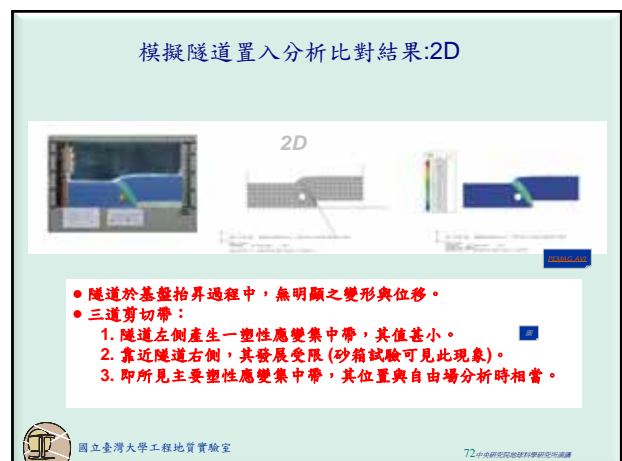 模擬隧道置入分析比對結果:2D
2D
PEMAG.AVI
● 隧道於基盤抬昇過程中，無明顯之變形與位移。
● 三道剪切帶：
1. 隧道左側產生一塑性應變集中帶，其值甚小。
2. 靠近隧道右側，其發展受限 (砂箱試驗可見此現象)。
3. 即所見主要塑性應變集中帶，其位置與自由場分析時相當。
國立臺灣大學工程地質實驗室
72中央研究院地球科學研究所演講